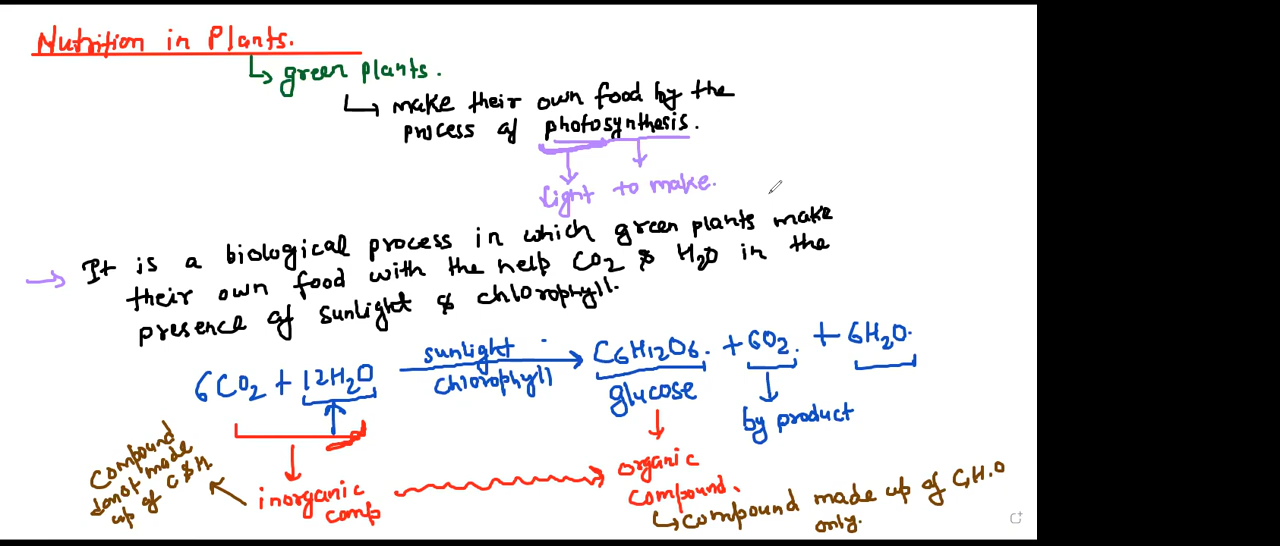 Nutrition in Plants.
↳ green plants.
↳ make their own food by the
process of photosynthesis.
light to make.
→ It is a biological process in which green plants make
their own food with the help CO2 & H2O in the
presence of sunlight & chlorophyll.
6CO2 + 12H2O sunlight chlorophyll → C6H12O6. + 6O2. + 6H2O.
glucose
by product
Compound
donot made
up of C & H
inorganic
comp
organic
compound.
↳ compound made up of C,H.O
only.